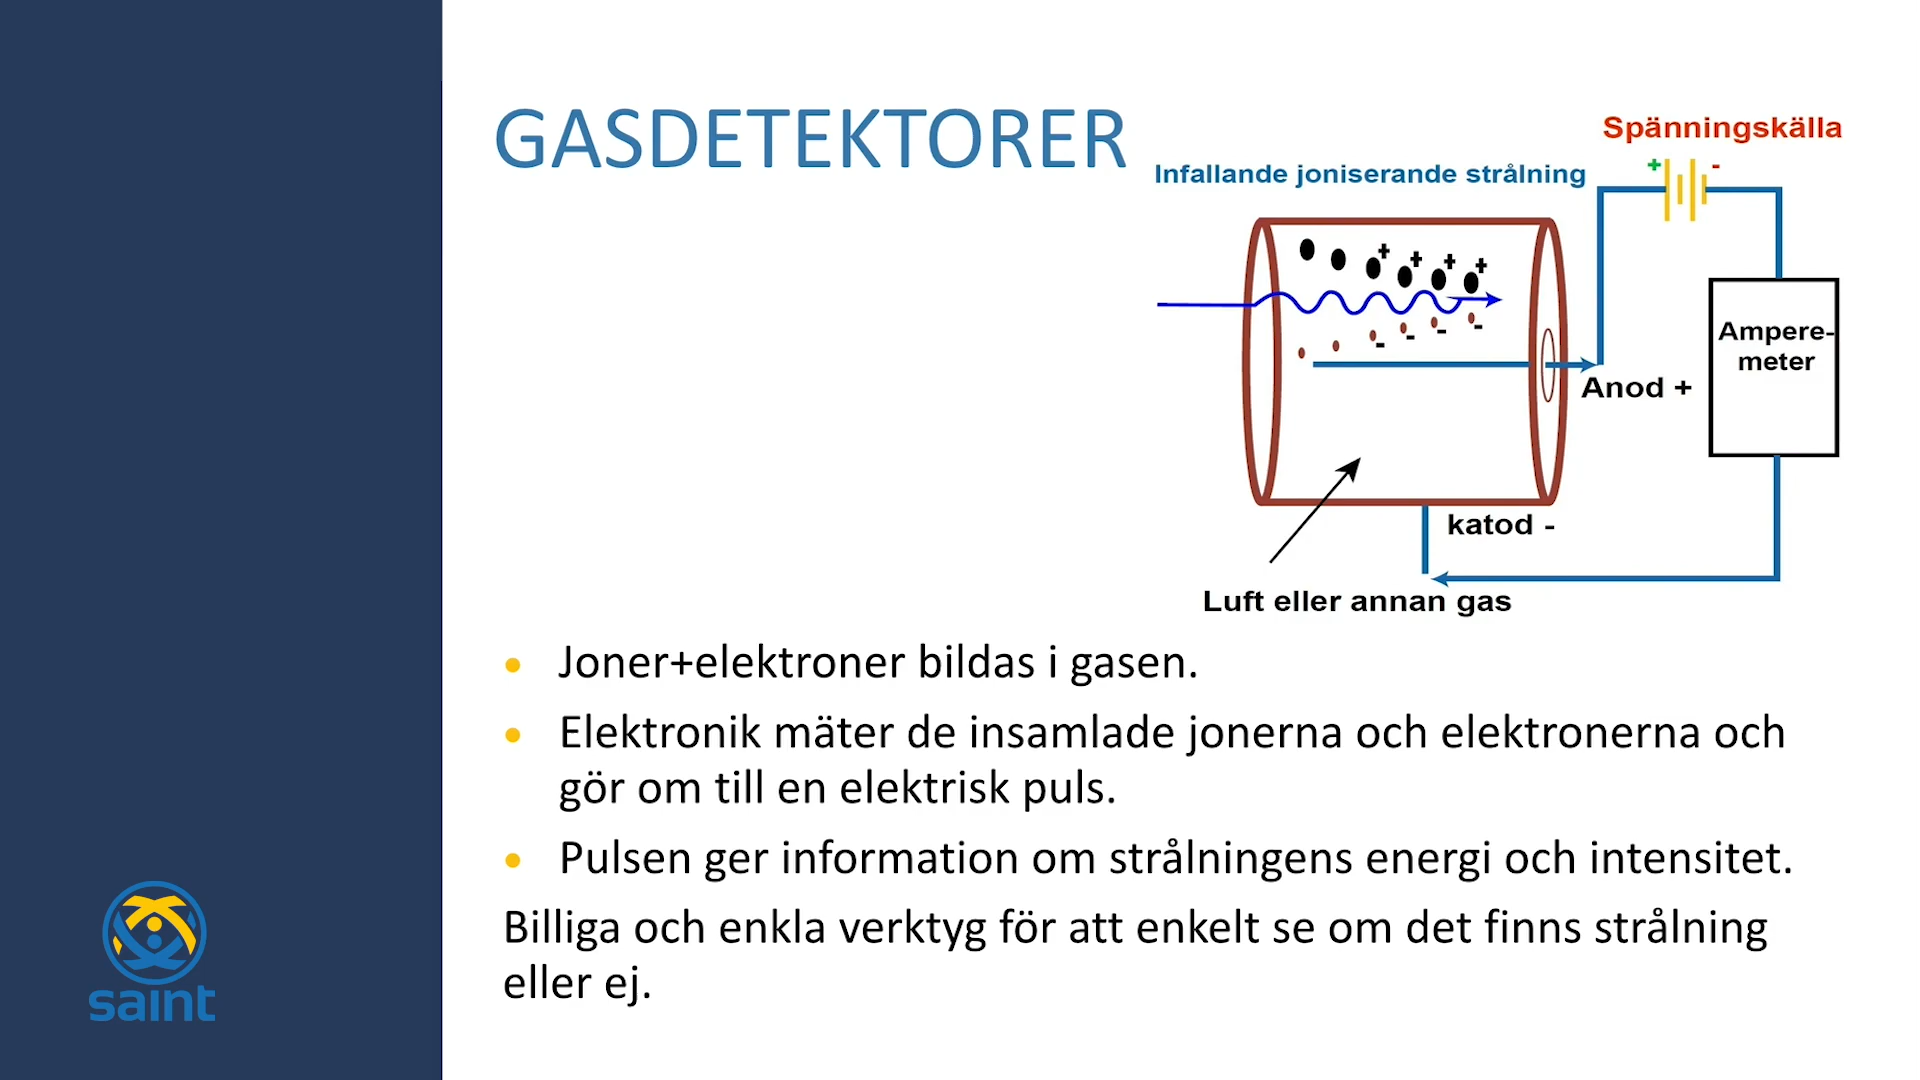 GASDETEKTORER
Spänningskälla
+ -
Infallande joniserande strålning
+ + + +
- - - -
Ampere-
meter
Anod +
katod -
Luft eller annan gas
• Joner+elektroner bildas i gasen.
• Elektronik mäter de insamlade jonerna och elektronerna och
gör om till en elektrisk puls.
• Pulsen ger information om strålningens energi och intensitet.
Billiga och enkla verktyg för att enkelt se om det finns strålning
eller ej.
saint